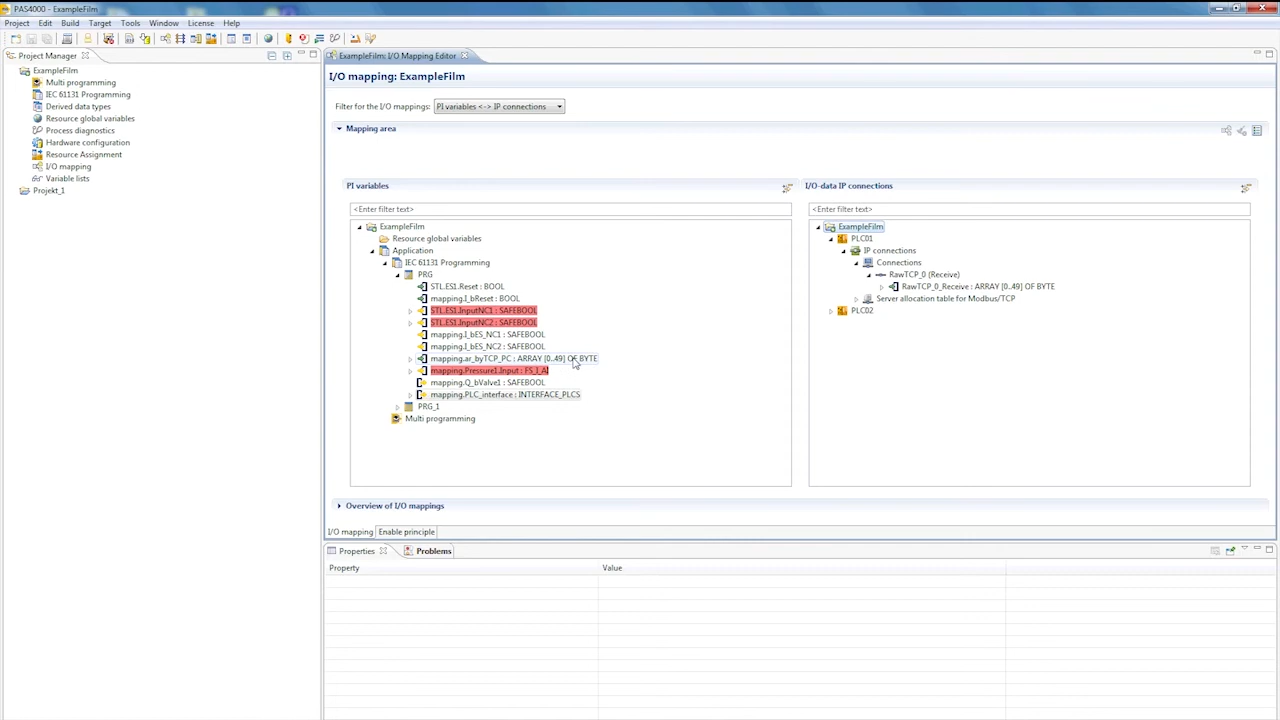 PAS4000 - ExampleFilm
Project Edit Build Target Tools Window License Help
Project Manager
ExampleFilm
Multi programming
IEC 61131 Programming
Derived data types
Resource global variables
Process diagnostics
Hardware configuration
Resource Assignment
I/O mapping
Variable lists
Projekt_1
ExampleFilm: I/O Mapping Editor
I/O mapping: ExampleFilm
Filter for the I/O mappings: PI variables <-> IP connections
Mapping area
PI variables
<Enter filter text>
ExampleFilm
Resource global variables
Application
IEC 61131 Programming
PRG
STL.ES1.Reset : BOOL
mapping.I_bReset : BOOL
STL.ES1.InputNC1 : SAFEBOOL
STL.ES1.InputNC2 : SAFEBOOL
mapping.I_bES_NC1 : SAFEBOOL
mapping.I_bES_NC2 : SAFEBOOL
mapping.ar_byTCP_PC : ARRAY [0..49] OF BYTE
mapping.Pressure1.Input : FS_I_AI
mapping.Q_bValve1 : SAFEBOOL
mapping.PLC_interface : INTERFACE_PLCS
PRG_1
Multi programming
I/O-data IP connections
<Enter filter text>
ExampleFilm
PLC01
IP connections
Connections
RawTCP_0 (Receive)
RawTCP_0_Receive : ARRAY [0..49] OF BYTE
Server allocation table for Modbus/TCP
PLC02
Overview of I/O mappings
I/O mapping Enable principle
Properties Problems
Property Value